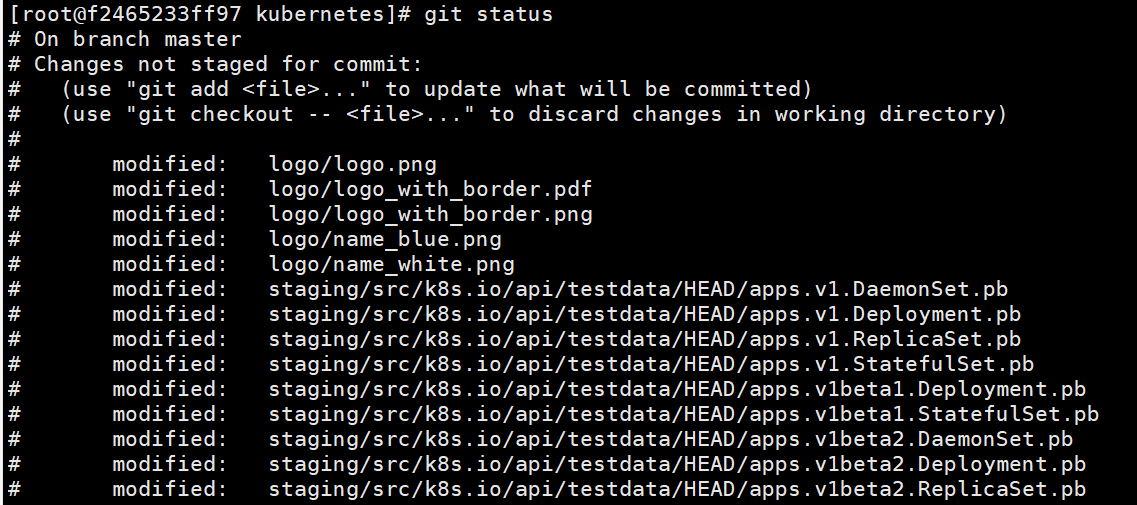 [root@f2465233ff97 kubernetes]# git status
# On branch master
# Changes not staged for commit:
#   (use "git add <file>..." to update what will be committed)
#   (use "git checkout -- <file>..." to discard changes in working directory)
#
#       modified:   logo/logo.png
#       modified:   logo/logo_with_border.pdf
#       modified:   logo/logo_with_border.png
#       modified:   logo/name_blue.png
#       modified:   logo/name_white.png
#       modified:   staging/src/k8s.io/api/testdata/HEAD/apps.v1.DaemonSet.pb
#       modified:   staging/src/k8s.io/api/testdata/HEAD/apps.v1.Deployment.pb
#       modified:   staging/src/k8s.io/api/testdata/HEAD/apps.v1.ReplicaSet.pb
#       modified:   staging/src/k8s.io/api/testdata/HEAD/apps.v1.StatefulSet.pb
#       modified:   staging/src/k8s.io/api/testdata/HEAD/apps.v1beta1.Deployment.pb
#       modified:   staging/src/k8s.io/api/testdata/HEAD/apps.v1beta1.StatefulSet.pb
#       modified:   staging/src/k8s.io/api/testdata/HEAD/apps.v1beta2.DaemonSet.pb
#       modified:   staging/src/k8s.io/api/testdata/HEAD/apps.v1beta2.Deployment.pb
#       modified:   staging/src/k8s.io/api/testdata/HEAD/apps.v1beta2.ReplicaSet.pb